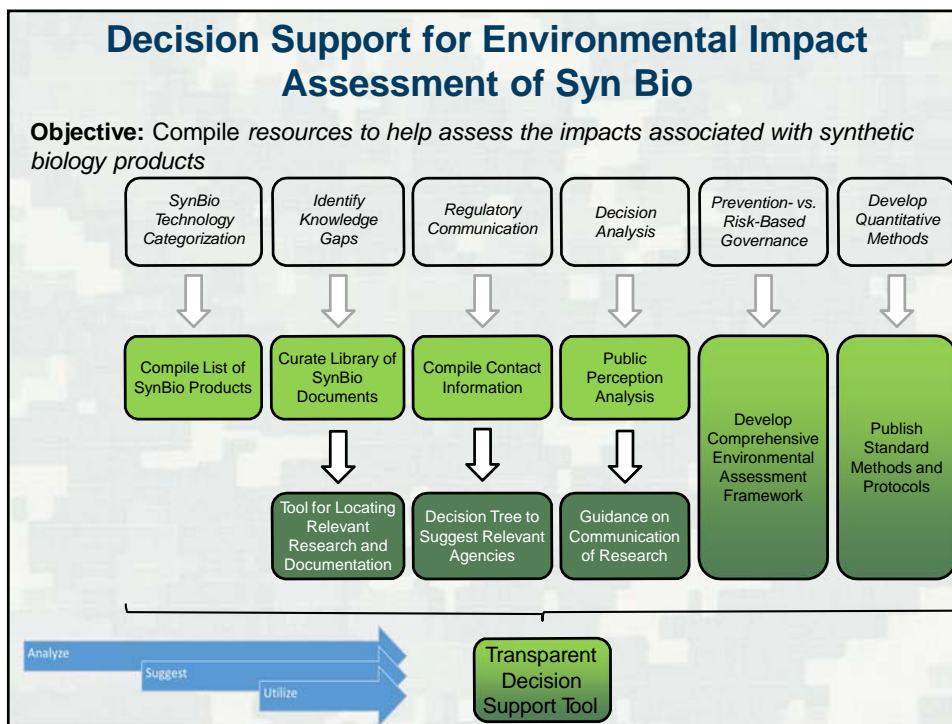 Decision Support for Environmental Impact
Assessment of Syn Bio
Objective: Compile resources to help assess the impacts associated with synthetic
biology products
SynBio
Technology
Categorization
Identify
Knowledge
Gaps
Regulatory
Communication
Decision
Analysis
Prevention- vs.
Risk-Based
Governance
Develop
Quantitative
Methods
Compile List of
SynBio Products
Curate Library of
SynBio
Documents
Compile Contact
Information
Public
Perception
Analysis
Develop
Comprehensive
Environmental
Assessment
Framework
Publish
Standard
Methods and
Protocols
Tool for Locating
Relevant
Research and
Documentation
Decision Tree to
Suggest Relevant
Agencies
Guidance on
Communication
of Research
Analyze
Suggest
Utilize
Transparent
Decision
Support Tool